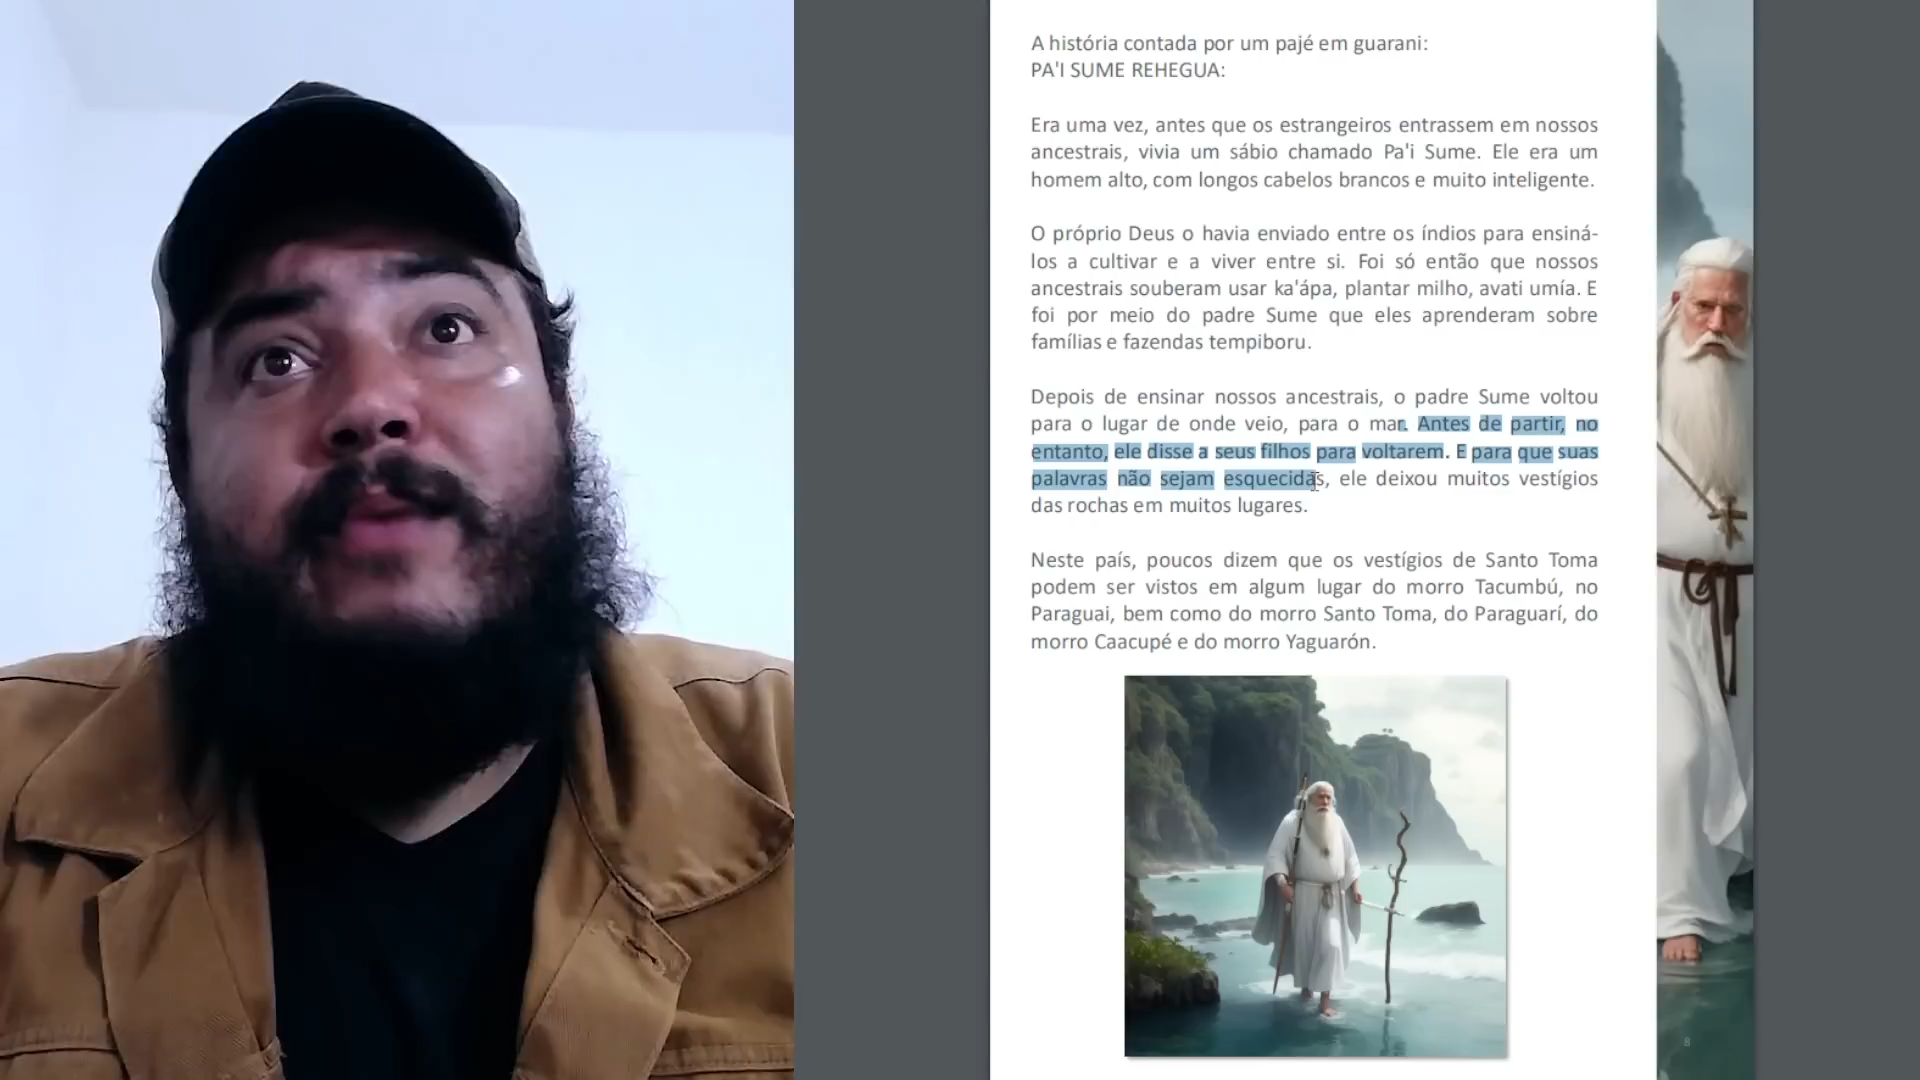 A história contada por um pajé em guarani:
PA'I SUME REHEGUA:
Era uma vez, antes que os estrangeiros entrassem em nossos
ancestrais, vivia um sábio chamado Pa'i Sume. Ele era um
homem alto, com longos cabelos brancos e muito inteligente.
O próprio Deus o havia enviado entre os índios para ensiná-
los a cultivar e a viver entre si. Foi só então que nossos
ancestrais souberam usar ka'ápa, plantar milho, avati umía. E
foi por meio do padre Sume que eles aprenderam sobre
famílias e fazendas tempiboru.
Depois de ensinar nossos ancestrais, o padre Sume voltou
para o lugar de onde veio, para o mar. Antes de partir, no
entanto, ele disse a seus filhos para voltarem. E para que suas
palavras não sejam esquecidas, ele deixou muitos vestígios
das rochas em muitos lugares.
Neste país, poucos dizem que os vestígios de Santo Toma
podem ser vistos em algum lugar do morro Tacumbú, no
Paraguai, bem como do morro Santo Toma, do Paraguarí, do
morro Caacupé e do morro Yaguarón.
8